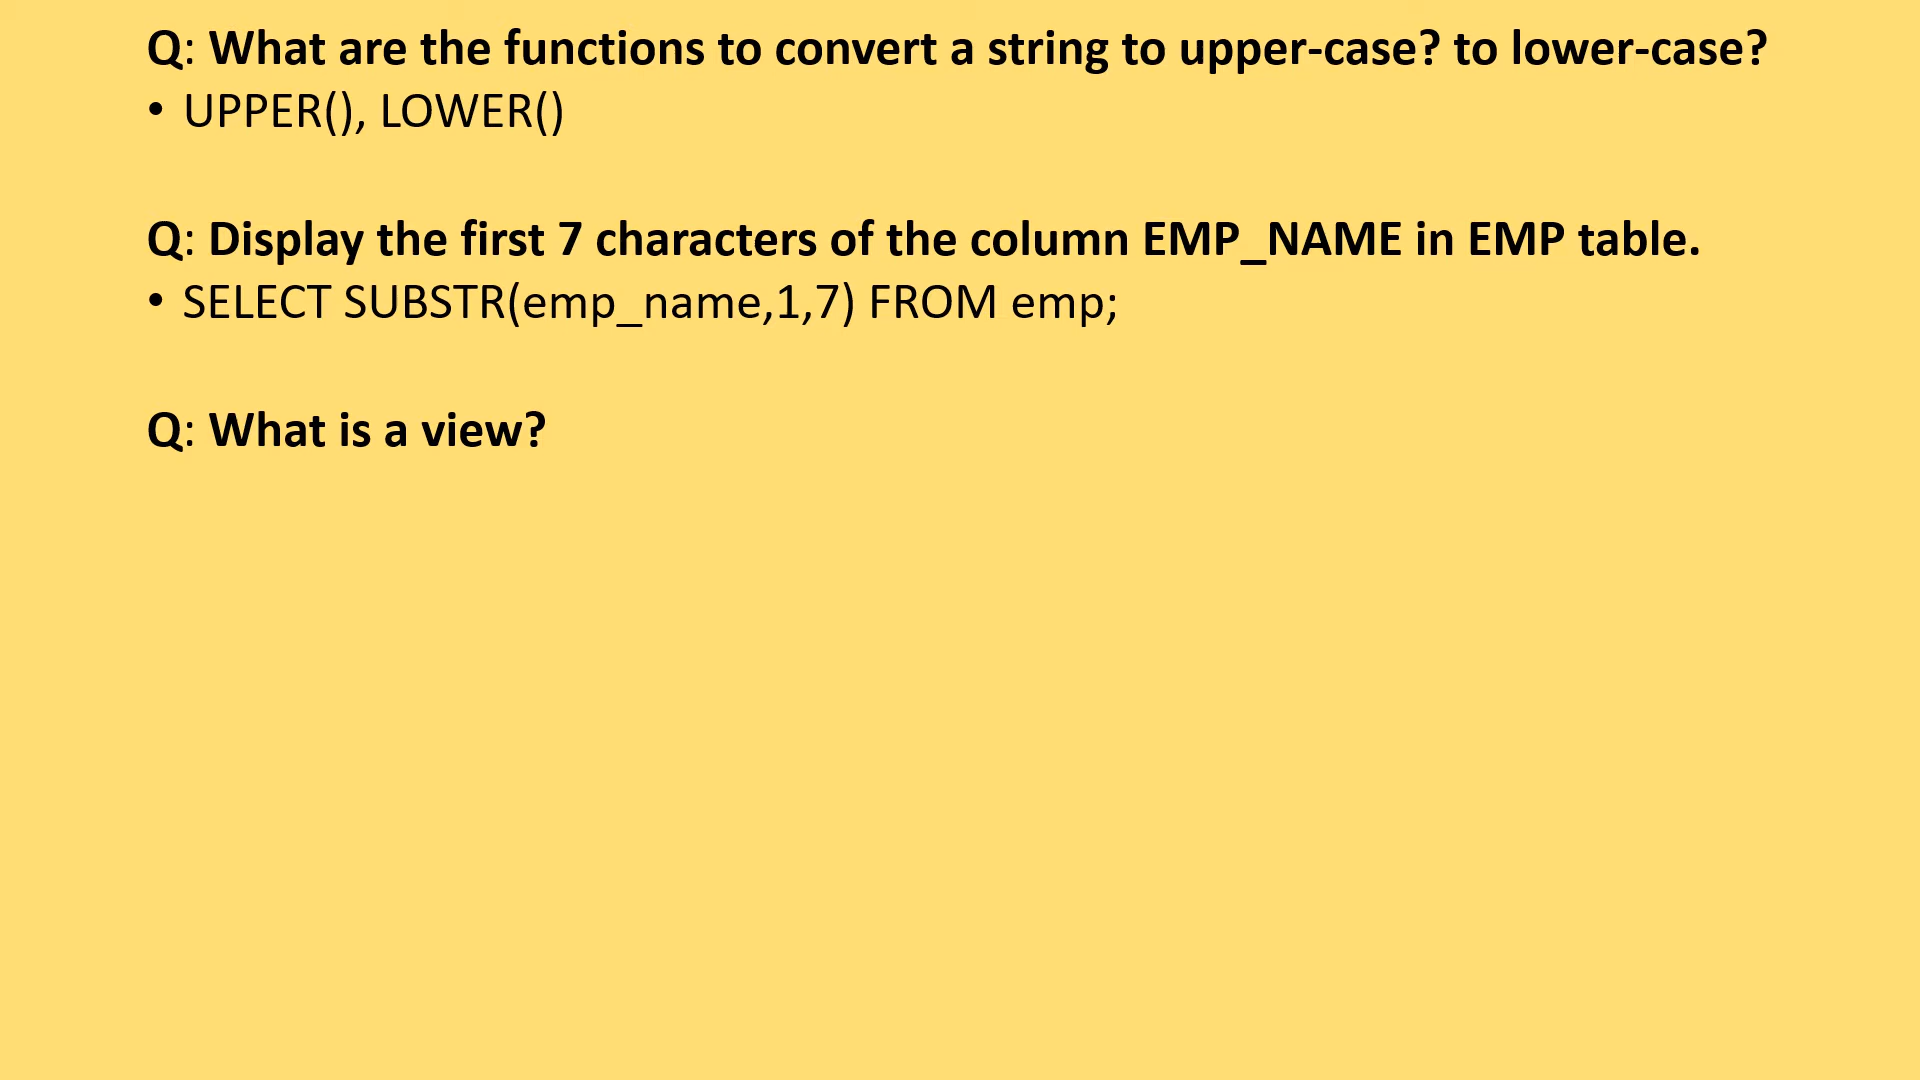 Q: What are the functions to convert a string to upper-case? to lower-case?
• UPPER(), LOWER()
Q: Display the first 7 characters of the column EMP_NAME in EMP table.
• SELECT SUBSTR(emp_name,1,7) FROM emp;
Q: What is a view?